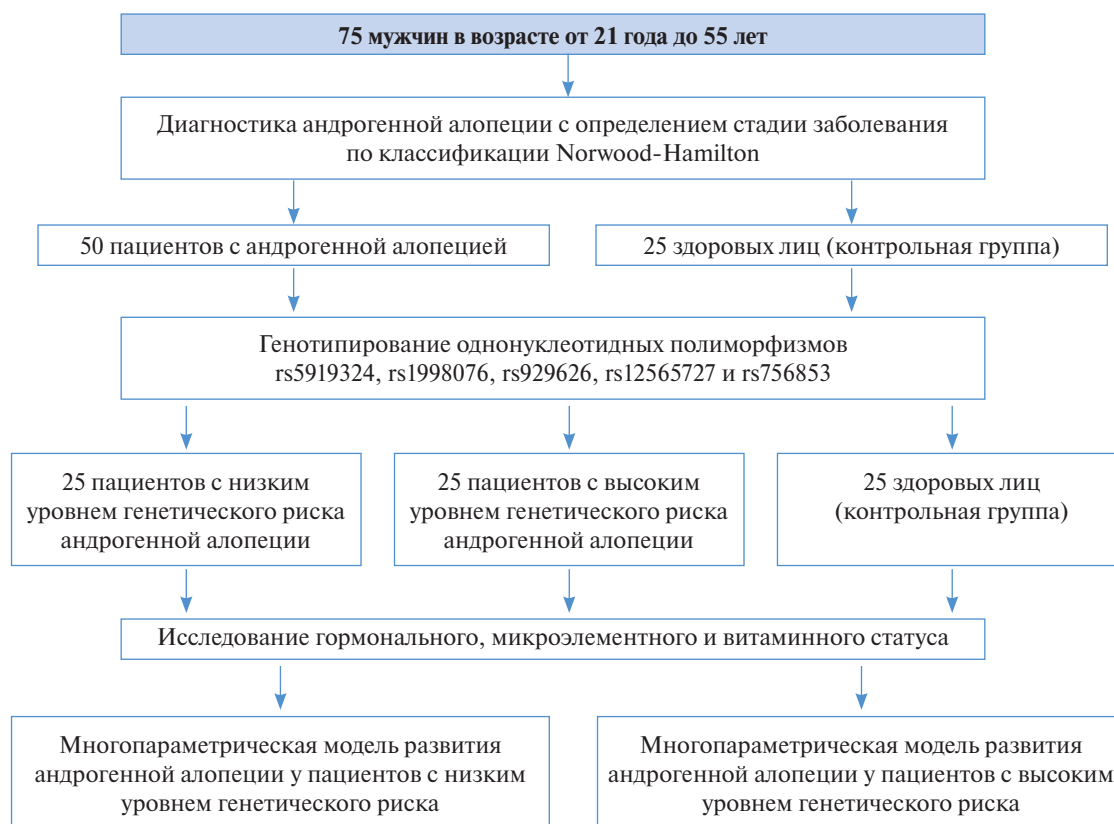 75 мужчин в возрасте от 21 года до 55 лет
Диагностика андрогенной алопеции с определением стадии заболевания
по классификации Norwood-Hamilton
50 пациентов с андрогенной алопецией
25 здоровых лиц (контрольная группа)
Генотипирование однонуклеотидных полиморфизмов
rs5919324, rs1998076, rs929626, rs12565727 и rs756853
25 пациентов с низким
уровнем генетического риска
андрогенной алопеции
25 пациентов с высоким
уровнем генетического риска
андрогенной алопеции
25 здоровых лиц
(контрольная группа)
Исследование гормонального, микроэлементного и витаминного статуса
Многопараметрическая модель развития
андрогенной алопеции у пациентов с низким
уровнем генетического риска
Многопараметрическая модель развития
андрогенной алопеции у пациентов с высоким
уровнем генетического риска